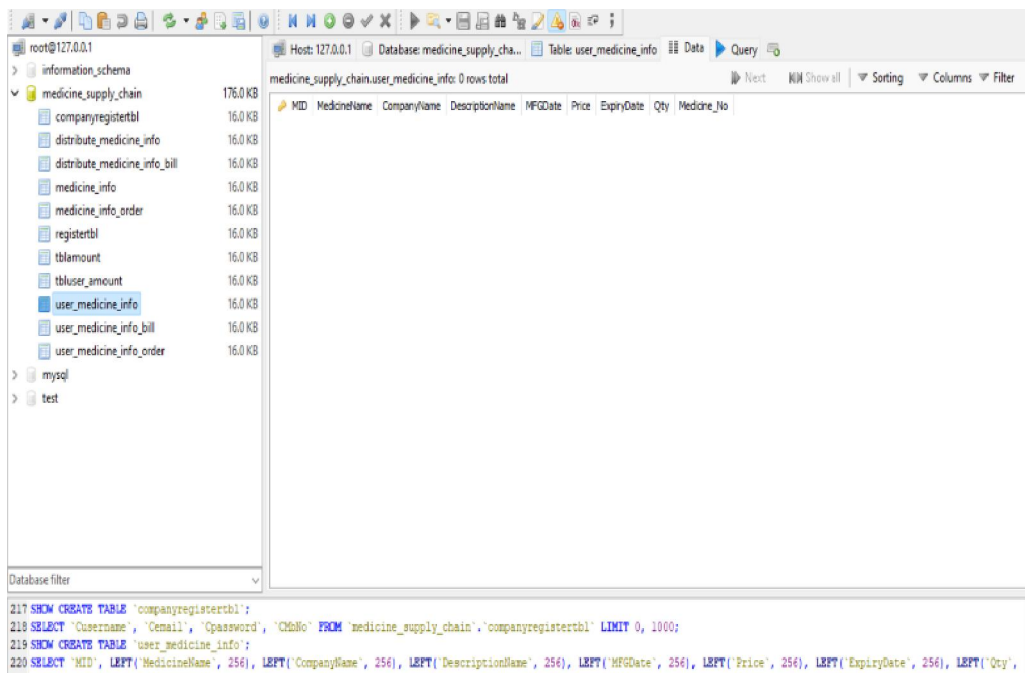 root@127.0.0.1
information_schema
medicine_supply_chain 176.0 KB
companyregistertbl 16.0 KB
distribute_medicine_info 16.0 KB
distribute_medicine_info_bill 16.0 KB
medicine_info 16.0 KB
medicine_info_order 16.0 KB
registertbl 16.0 KB
tblamount 16.0 KB
tbluser_amount 16.0 KB
user_medicine_info 16.0 KB
user_medicine_info_bill 16.0 KB
user_medicine_info_order 16.0 KB
mysql
test
Database filter
Host: 127.0.0.1 Database: medicine_supply_cha... Table: user_medicine_info Data Query
medicine_supply_chain.user_medicine_info: 0 rows total Next Show all Sorting Columns Filter
MID MedicineName CompanyName DescriptionName MFGDate Price ExpiryDate Qty Medicine_No
217 SHOW CREATE TABLE `companyregistertbl`;
218 SELECT `Cusername`, `Cemail`, `Cpassword`, `CMbNo` FROM `medicine_supply_chain`.`companyregistertbl` LIMIT 0, 1000;
219 SHOW CREATE TABLE `user_medicine_info`;
220 SELECT `MID`, LEFT(`MedicineName`, 256), LEFT(`CompanyName`, 256), LEFT(`DescriptionName`, 256), LEFT(`MFGDate`, 256), LEFT(`Price`, 256), LEFT(`ExpiryDate`, 256), LEFT(`Qty`,